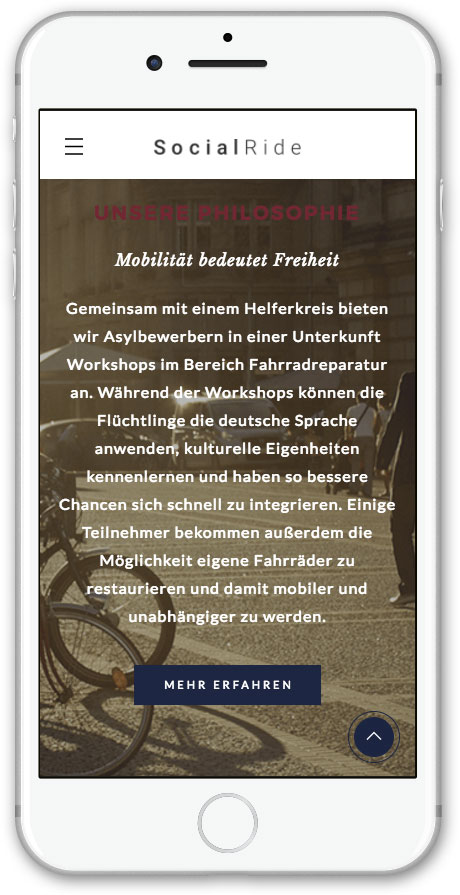 SocialRide
UNSERE PHILOSOPHIE
Mobilität bedeutet Freiheit
Gemeinsam mit einem Helferkreis bieten
wir Asylbewerbern in einer Unterkunft
Workshops im Bereich Fahrradreparatur
an. Während der Workshops können die
Flüchtlinge die deutsche Sprache
anwenden, kulturelle Eigenheiten
kennenlernen und haben so bessere
Chancen sich schnell zu integrieren. Einige
Teilnehmer bekommen außerdem die
Möglichkeit eigene Fahrräder zu
restaurieren und damit mobiler und
unabhängiger zu werden.
MEHR ERFAHREN